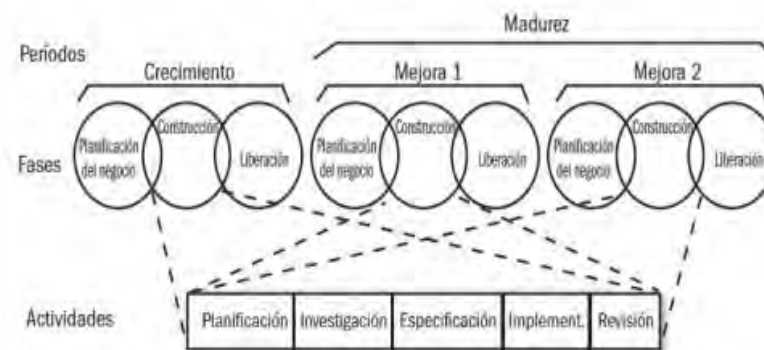 Madurez
Períodos
Crecimiento
Mejora 1
Mejora 2
Fases
Planificación
del negocio
Construcción
Liberación
Planificación
del negocio
Construcción
Liberación
Planificación
del negocio
Construcción
Liberación
Actividades
Planificación
Investigación
Especificación
Implement.
Revisión